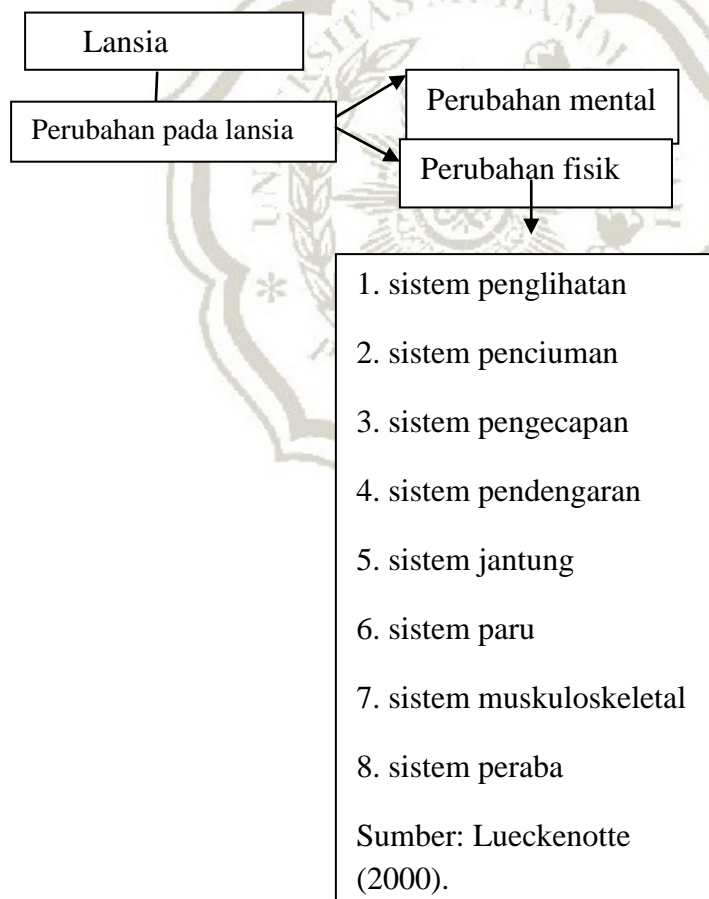 Lansia
Perubahan pada lansia
Perubahan mental
Perubahan fisik
1. sistem penglihatan
2. sistem penciuman
3. sistem pengecapan
4. sistem pendengaran
5. sistem jantung
6. sistem paru
7. sistem muskuloskeletal
8. sistem peraba
Sumber: Lueckenotte
(2000).